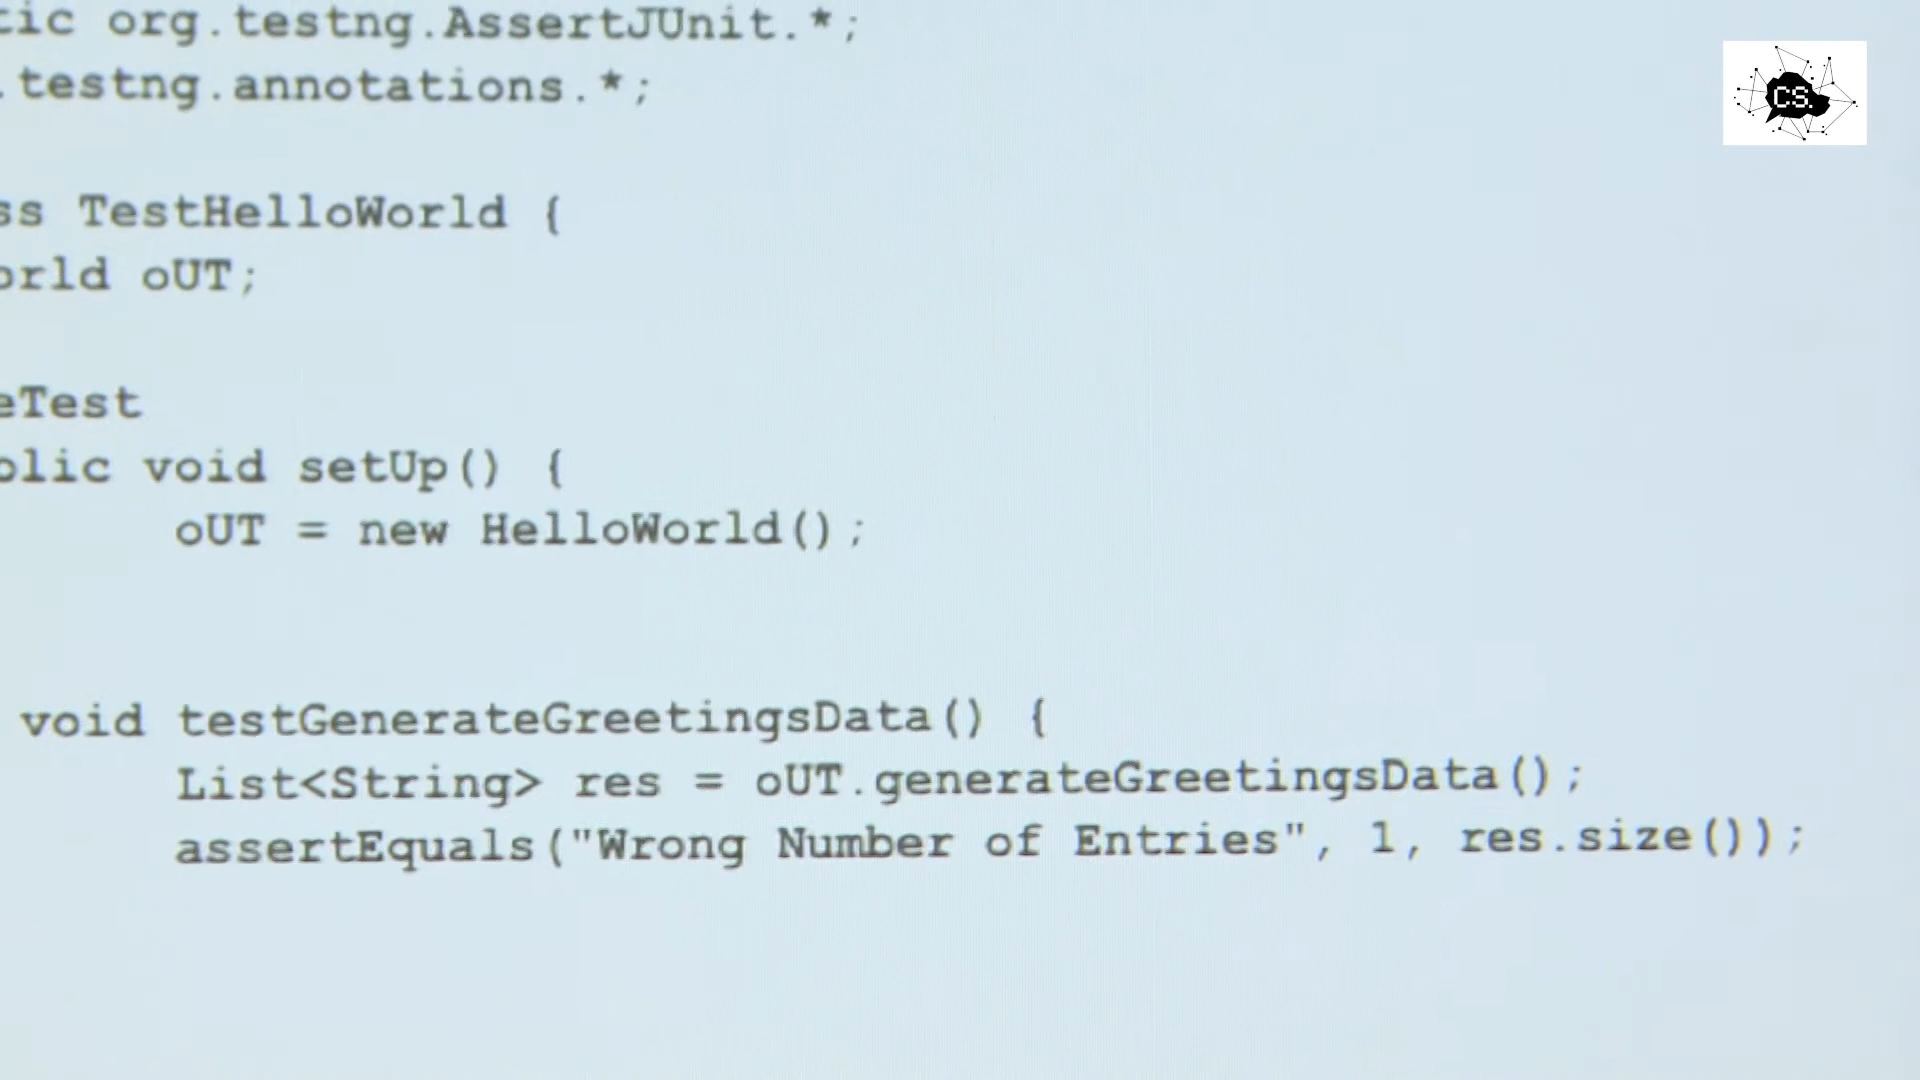 tic org.testng.AssertJUnit.*;
.testng.annotations.*;
ss TestHelloWorld {
orld oUT;
eTest
blic void setUp() {
oUT = new HelloWorld();
void testGenerateGreetingsData() {
List<String> res = oUT.generateGreetingsData();
assertEquals("Wrong Number of Entries", 1, res.size());
CS.